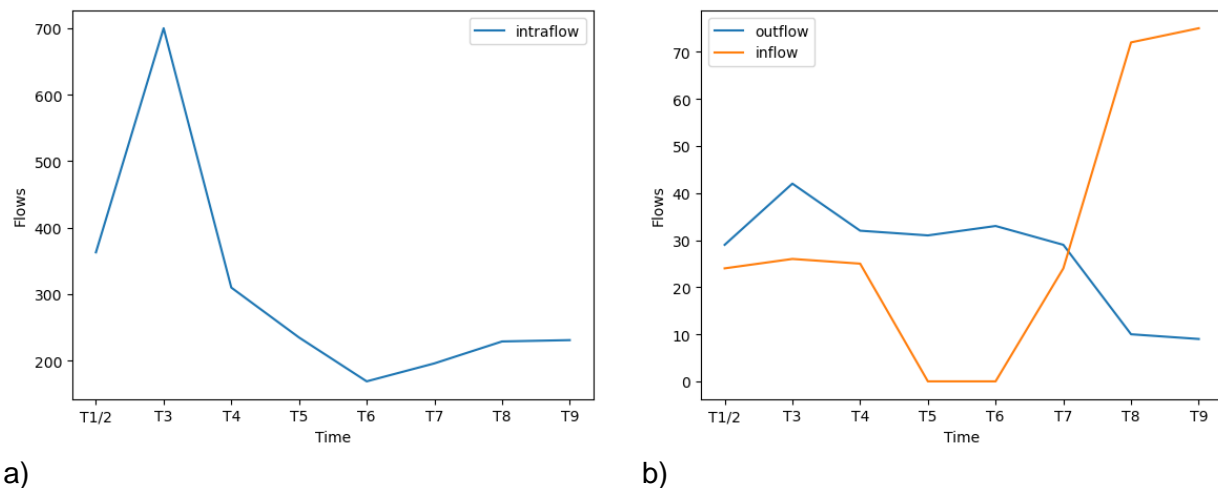 700
600
500
400
300
200
Flows
T1/2 T3 T4 T5 T6 T7 T8 T9
Time
intraflow
a)
70
60
50
40
30
20
10
0
Flows
T1/2 T3 T4 T5 T6 T7 T8 T9
Time
outflow
inflow
b)